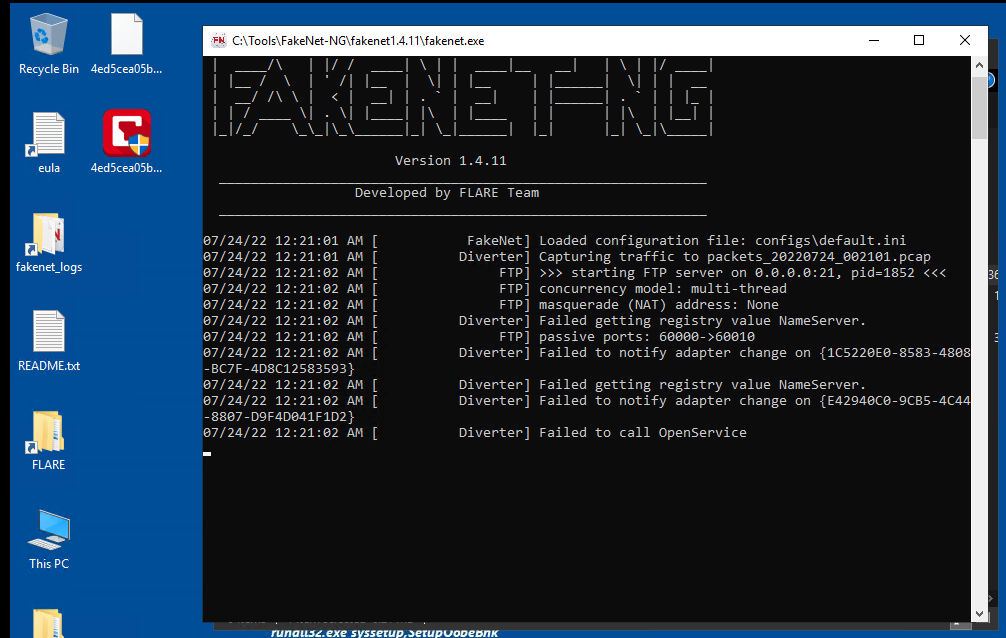 Recycle Bin
4ed5cea05b...
eula
4ed5cea05b...
fakenet_logs
README.txt
FLARE
This PC
C:\Tools\FakeNet-NG\fakenet1.4.11\fakenet.exe
FAKENET-NG
Version 1.4.11
Developed by FLARE Team
07/24/22 12:21:01 AM [ FakeNet] Loaded configuration file: configs\default.ini
07/24/22 12:21:01 AM [ Diverter] Capturing traffic to packets_20220724_002101.pcap
07/24/22 12:21:02 AM [ FTP] >>> starting FTP server on 0.0.0.0:21, pid=1852 <<<
07/24/22 12:21:02 AM [ FTP] concurrency model: multi-thread
07/24/22 12:21:02 AM [ FTP] masquerade (NAT) address: None
07/24/22 12:21:02 AM [ Diverter] Failed getting registry value NameServer.
07/24/22 12:21:02 AM [ FTP] passive ports: 60000->60010
07/24/22 12:21:02 AM [ Diverter] Failed to notify adapter change on {1C5220E0-8583-4808
-BC7F-4D8C12583593}
07/24/22 12:21:02 AM [ Diverter] Failed getting registry value NameServer.
07/24/22 12:21:02 AM [ Diverter] Failed to notify adapter change on {E42940C0-9CB5-4C44
-8807-D9F4D041F1D2}
07/24/22 12:21:02 AM [ Diverter] Failed to call OpenService
rundll32.exe syssetup,SetupOobeBnk